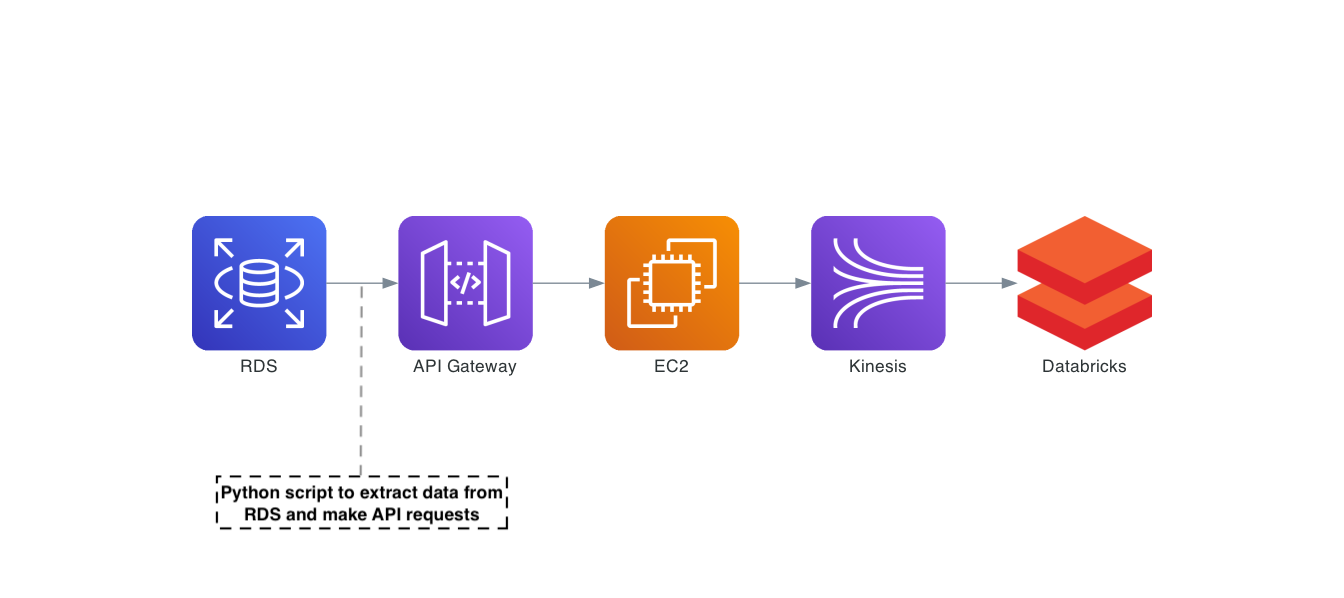 RDS
API Gateway
EC2
Kinesis
Databricks
Python script to extract data from
RDS and make API requests